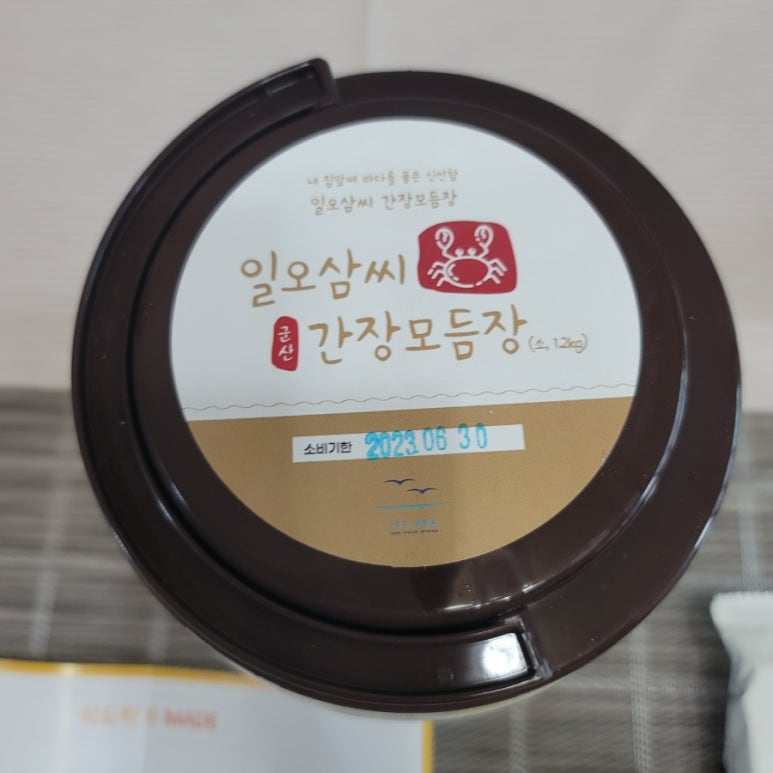 내 집앞에 바다를 품은 신선함
일오삼씨 간장모듬장
일오삼씨
군산
간장모듬장 (소, 1.2kg)
소비기한 2023.06 30
MADE